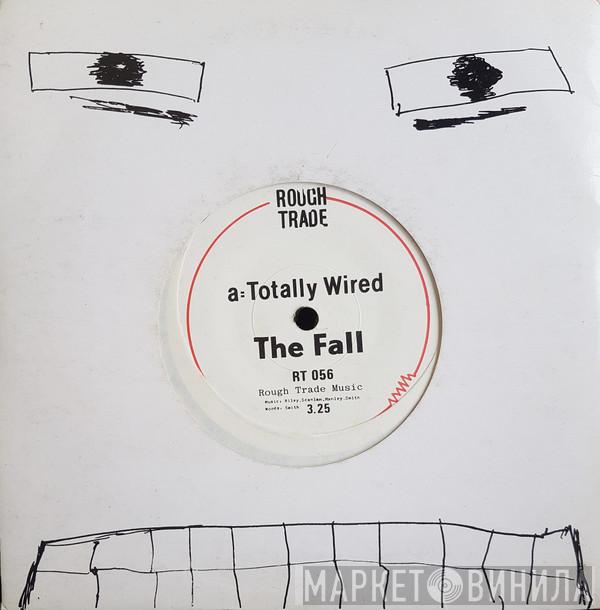 ROUGH
TRADE
a:Totally Wired
The Fall
RT 056
Rough Trade Music
Music: Riley.Scanlan.Hanley.Smith
Words. Smith 3.25
МАРКЕТ ВИНИЛА